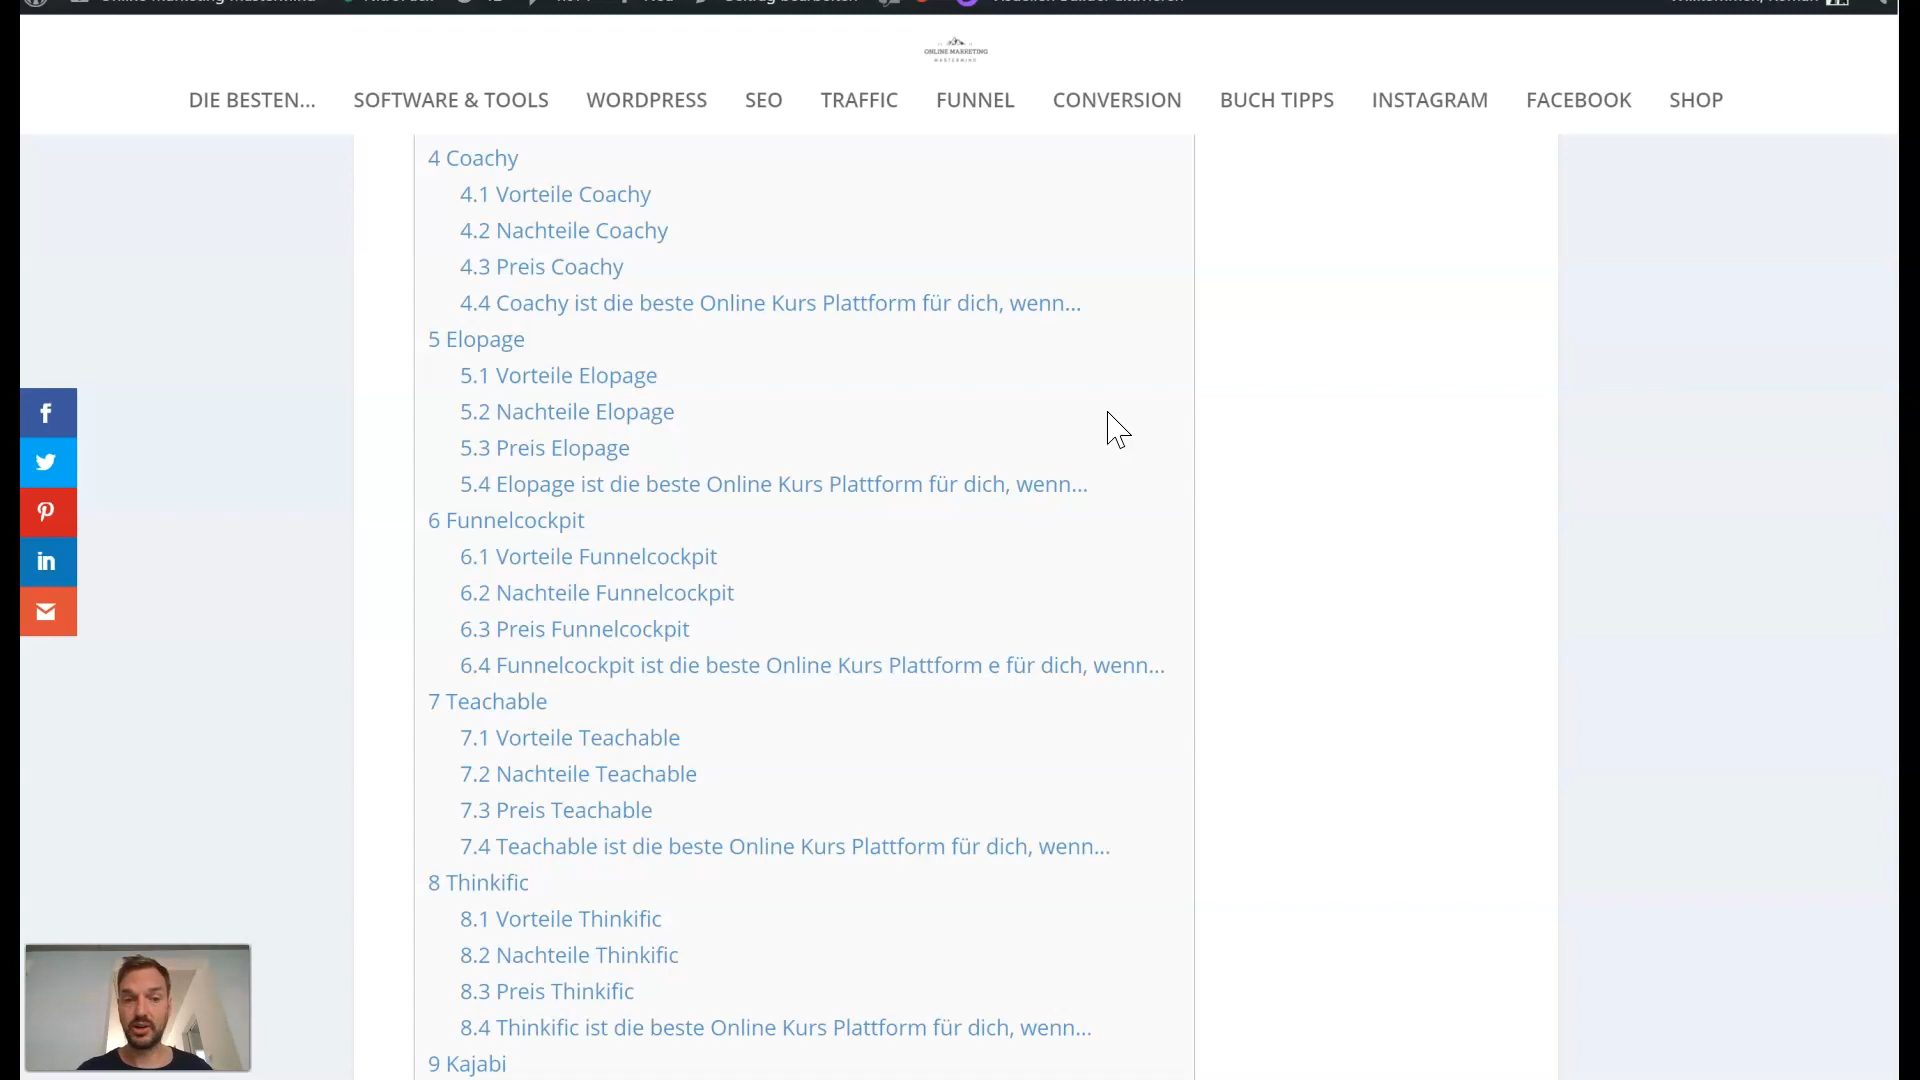 ONLINE MARKETING
MASTERMIND
DIE BESTEN... SOFTWARE & TOOLS WORDPRESS SEO TRAFFIC FUNNEL CONVERSION BUCH TIPPS INSTAGRAM FACEBOOK SHOP
4 Coachy
4.1 Vorteile Coachy
4.2 Nachteile Coachy
4.3 Preis Coachy
4.4 Coachy ist die beste Online Kurs Plattform für dich, wenn...
5 Elopage
5.1 Vorteile Elopage
5.2 Nachteile Elopage
5.3 Preis Elopage
5.4 Elopage ist die beste Online Kurs Plattform für dich, wenn...
6 Funnelcockpit
6.1 Vorteile Funnelcockpit
6.2 Nachteile Funnelcockpit
6.3 Preis Funnelcockpit
6.4 Funnelcockpit ist die beste Online Kurs Plattform e für dich, wenn...
7 Teachable
7.1 Vorteile Teachable
7.2 Nachteile Teachable
7.3 Preis Teachable
7.4 Teachable ist die beste Online Kurs Plattform für dich, wenn...
8 Thinkific
8.1 Vorteile Thinkific
8.2 Nachteile Thinkific
8.3 Preis Thinkific
8.4 Thinkific ist die beste Online Kurs Plattform für dich, wenn...
9 Kajabi